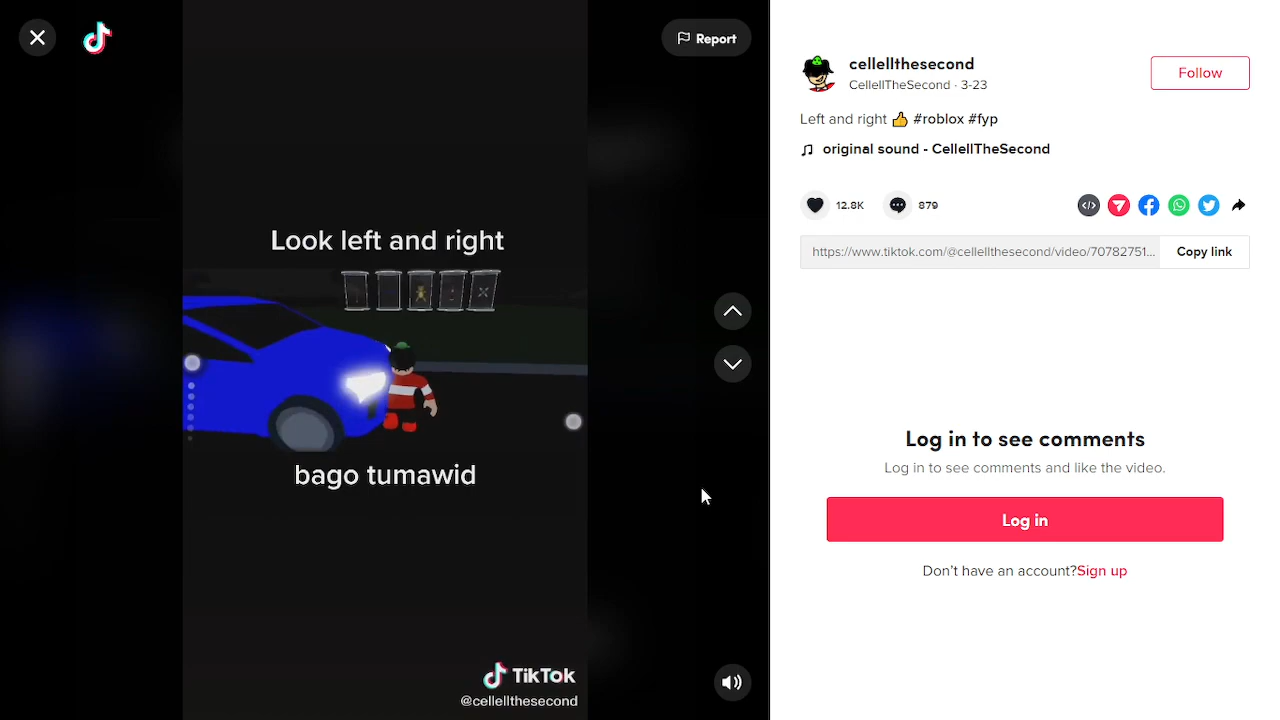 Report
Look left and right
bago tumawid
TikTok
@cellellthesecond
cellellthesecond
CellellTheSecond · 3-23
Follow
Left and right 👍 #roblox #fyp
original sound - CellellTheSecond
12.8K
879
https://www.tiktok.com/@cellellthesecond/video/70782751...
Copy link
Log in to see comments
Log in to see comments and like the video.
Log in
Don't have an account?Sign up